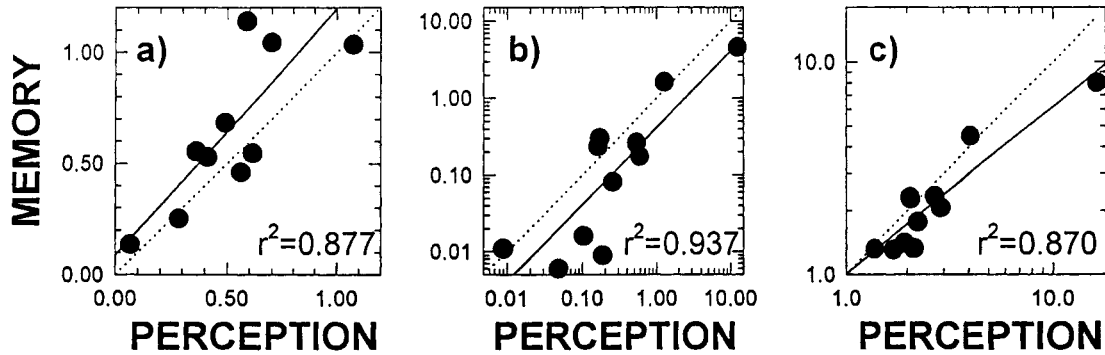 MEMORY
a)
1.00
0.50
0.00
r²=0.877
0.00 0.50 1.00
PERCEPTION
b)
10.00
1.00
0.10
0.01
r²=0.937
0.01 0.10 1.00 10.00
PERCEPTION
c)
10.0
1.0
r²=0.870
1.0 10.0
PERCEPTION